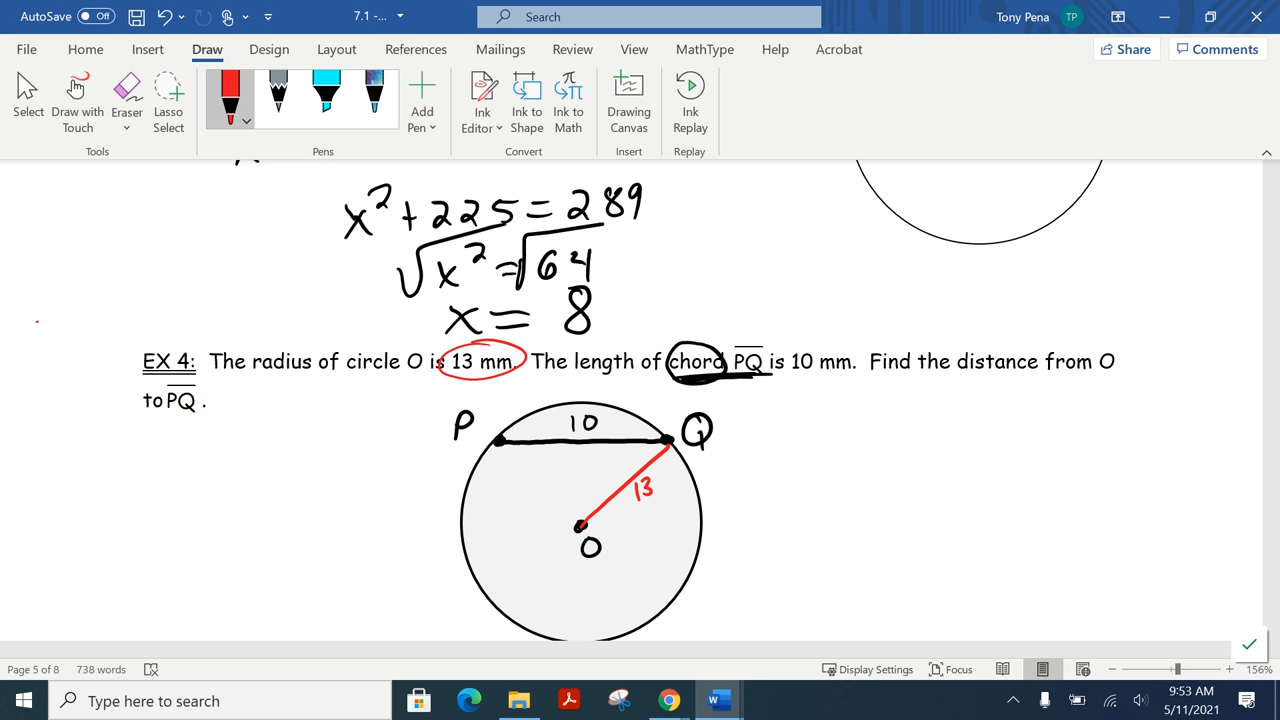 AutoSave Off 7.1 -... Search Tony Pena TP
File Home Insert Draw Design Layout References Mailings Review View MathType Help Acrobat Share Comments
Select Draw with Touch Eraser Lasso Select Add Pen Ink Editor Ink to Shape Ink to Math Drawing Canvas Ink Replay
Tools Pens Convert Insert Replay
x² + 225 = 289
√x² = √64
x = 8
EX 4: The radius of circle O is 13 mm. The length of chord PQ is 10 mm. Find the distance from O
to PQ .
P 10 Q
13
O
Page 5 of 8 738 words Display Settings Focus 156%
Type here to search
9:53 AM
5/11/2021